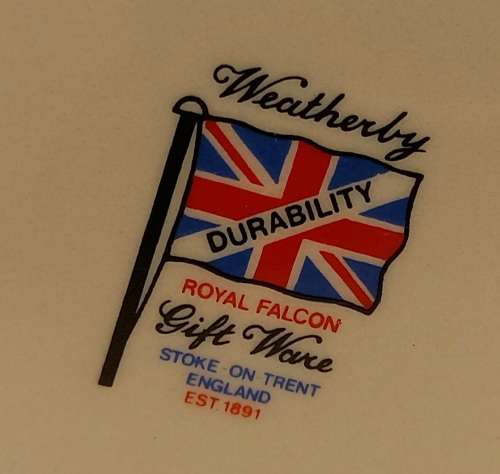 Weatherby
DURABILITY
ROYAL FALCON
Gift Ware
STOKE - ON TRENT
ENGLAND
EST. 1891